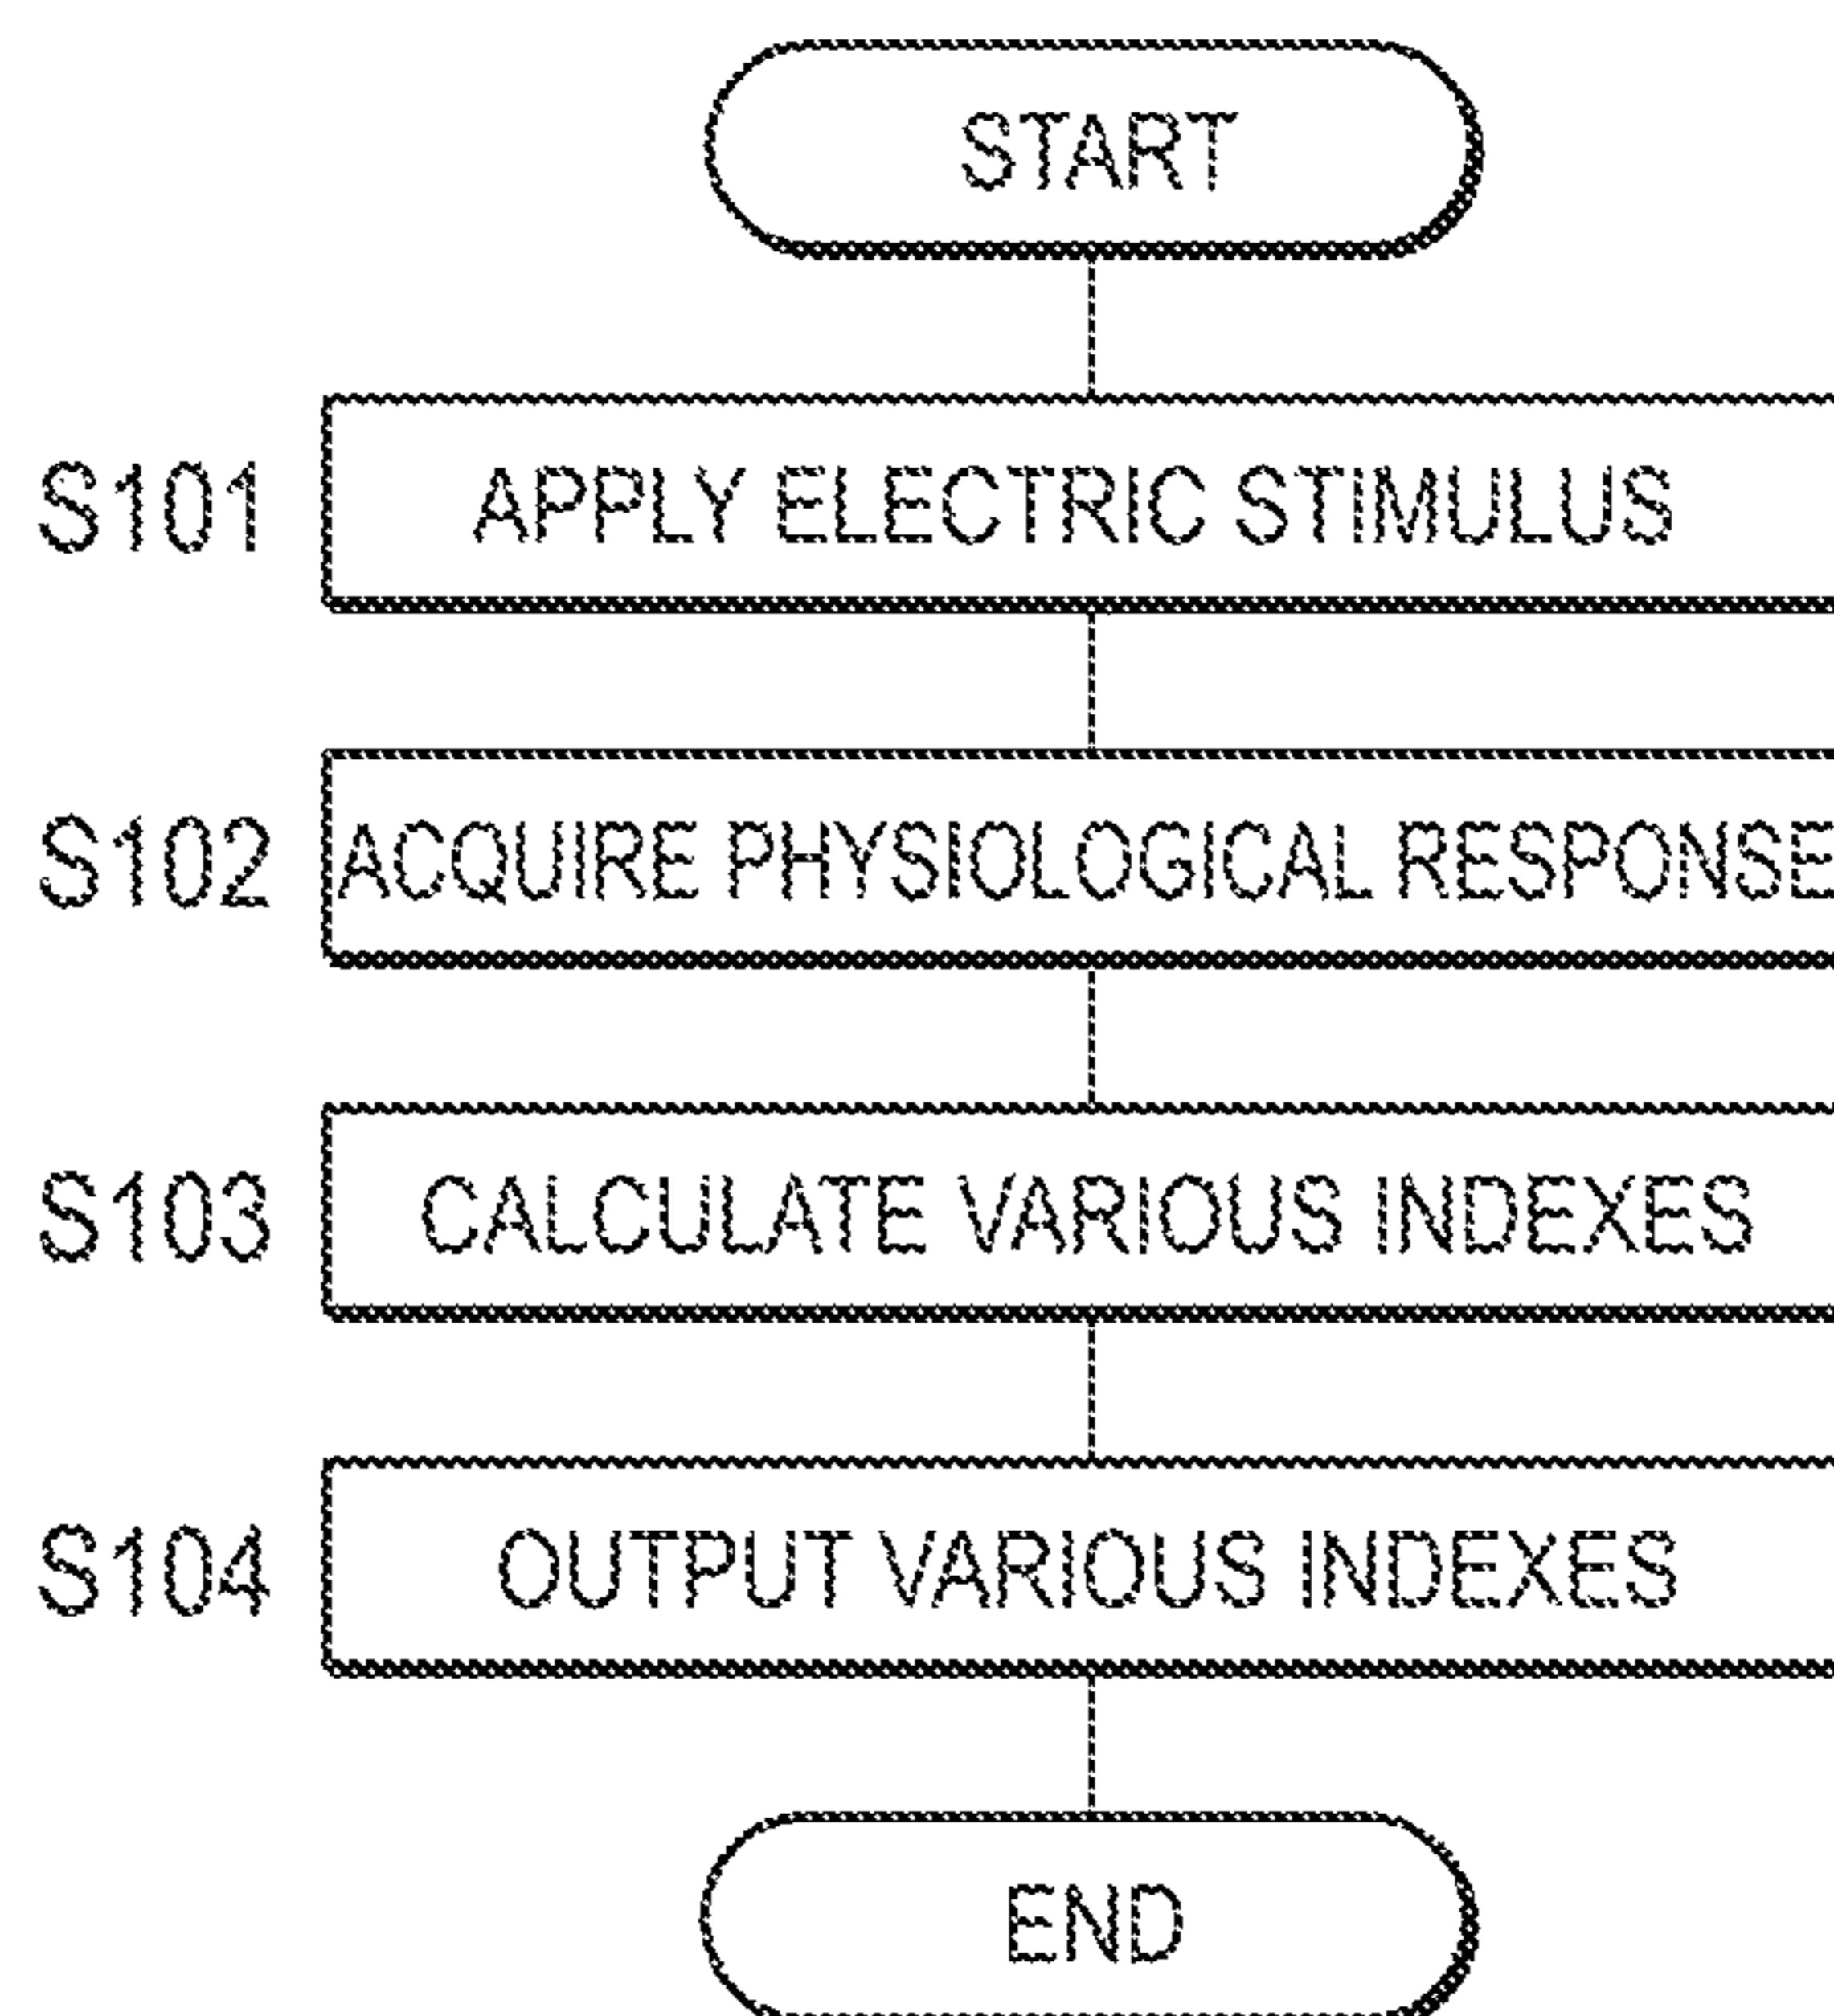 START
S101 APPLY ELECTRIC STIMULUS
S102 ACQUIRE PHYSIOLOGICAL RESPONSE
S103 CALCULATE VARIOUS INDEXES
S104 OUTPUT VARIOUS INDEXES
END